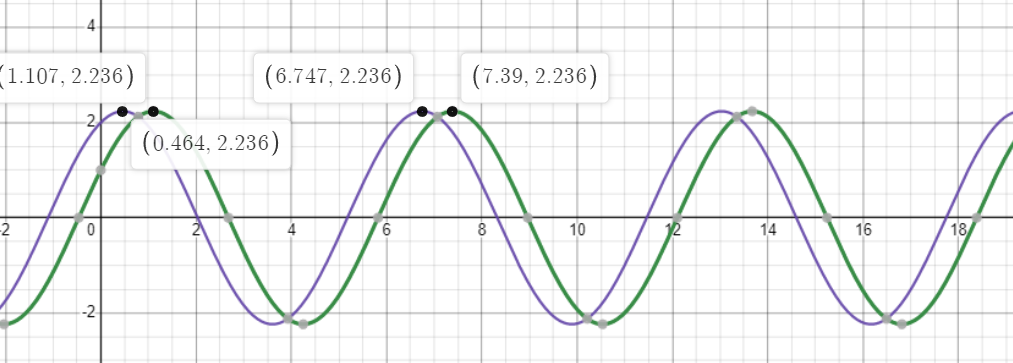 4
(1.107, 2.236) (6.747, 2.236) (7.39, 2.236)
2
(0.464, 2.236)
-2 0 2 4 6 8 10 12 14 16 18
-2